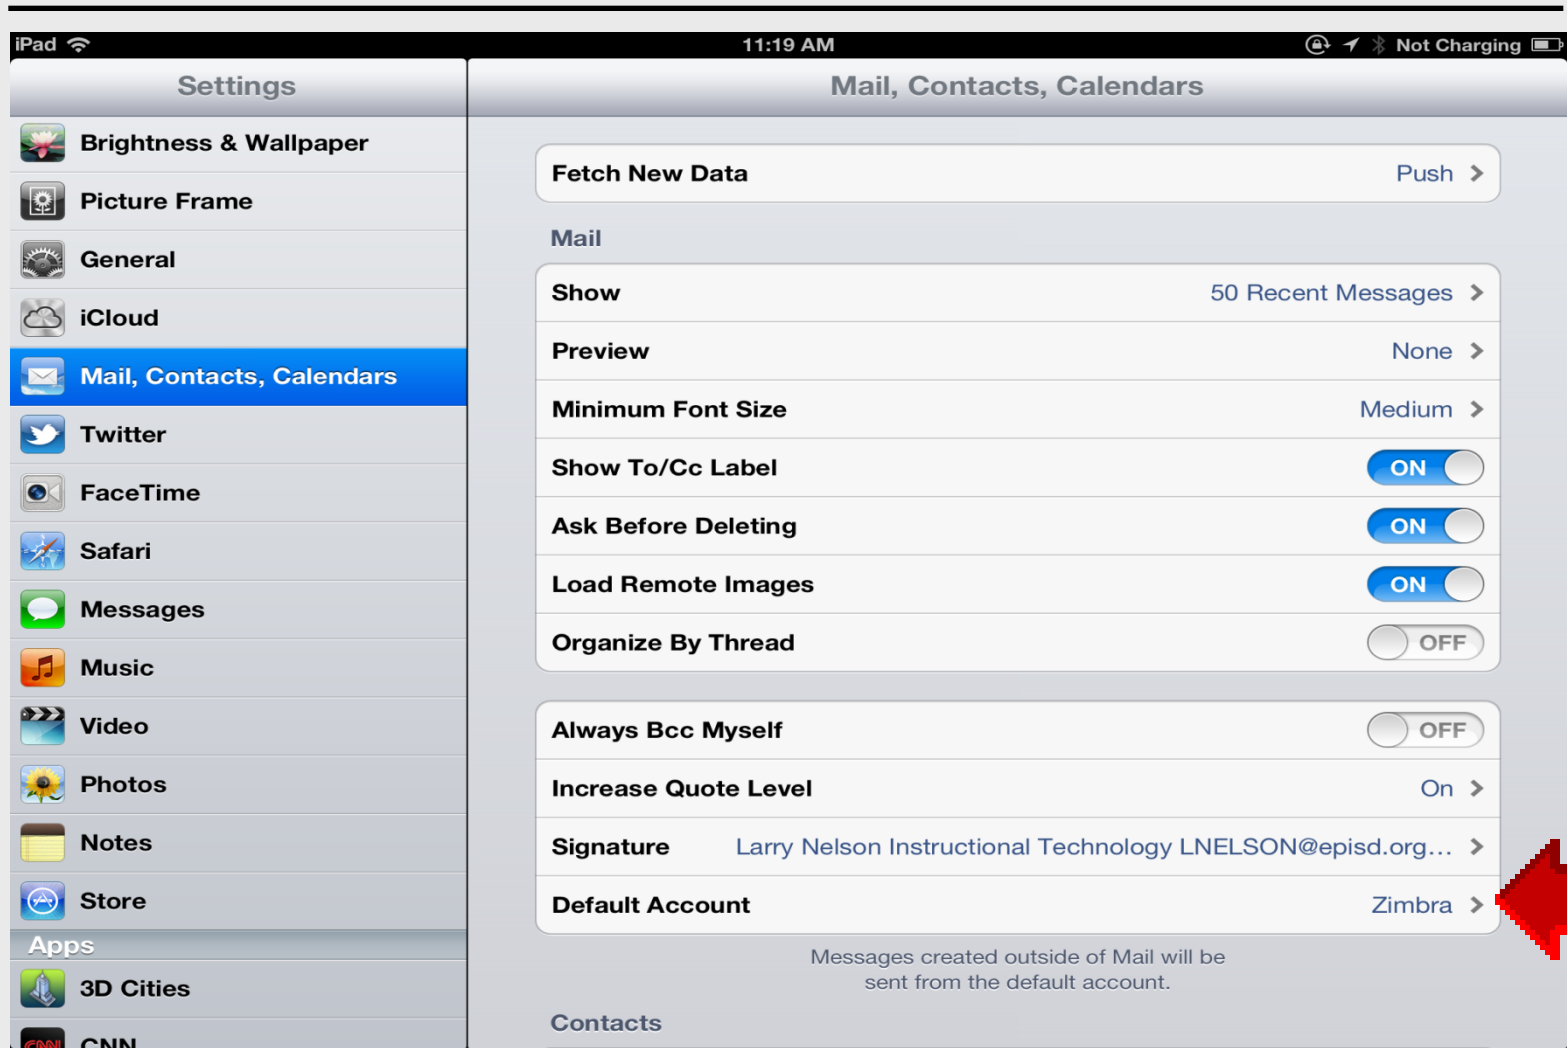 iPad 11:19 AM Not Charging
Settings
Brightness & Wallpaper
Picture Frame
General
iCloud
Mail, Contacts, Calendars
Twitter
FaceTime
Safari
Messages
Music
Video
Photos
Notes
Store
Apps
3D Cities
CNN
Mail, Contacts, Calendars
Fetch New Data Push
Mail
Show 50 Recent Messages
Preview None
Minimum Font Size Medium
Show To/Cc Label ON
Ask Before Deleting ON
Load Remote Images ON
Organize By Thread OFF
Always Bcc Myself OFF
Increase Quote Level On
Signature Larry Nelson Instructional Technology LNELSON@episd.org...
Default Account Zimbra
Messages created outside of Mail will be
sent from the default account.
Contacts